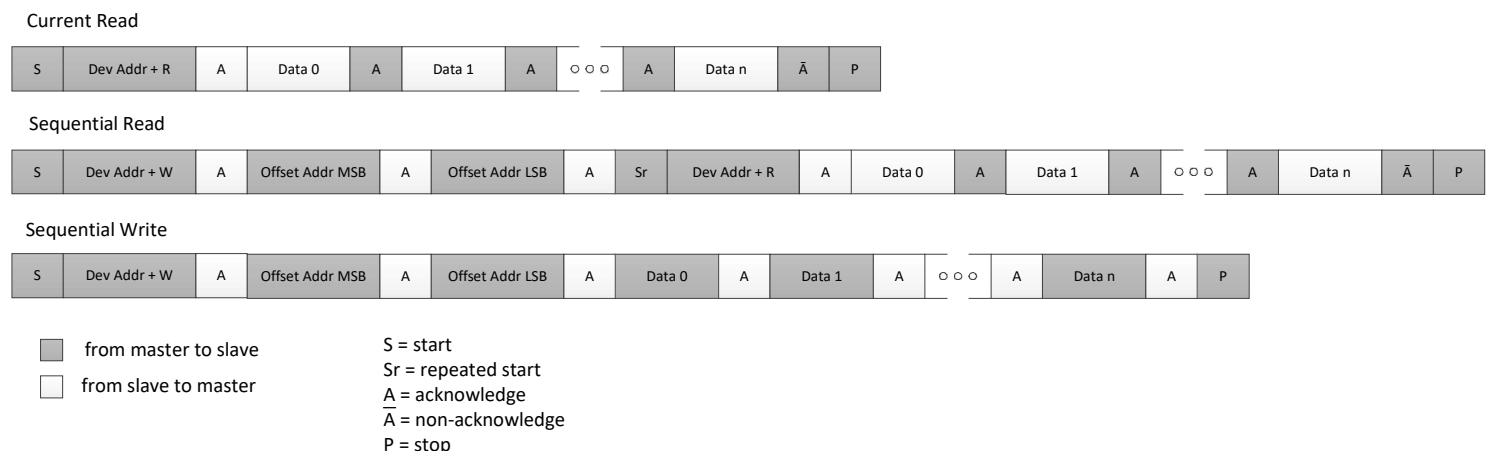 Current Read
S Dev Addr + R A Data 0 A Data 1 A A Data n Ā P
Sequential Read
S Dev Addr + W A Offset Addr MSB A Offset Addr LSB A Sr Dev Addr + R A Data 0 A Data 1 A A Data n Ā P
Sequential Write
S Dev Addr + W A Offset Addr MSB A Offset Addr LSB A Data 0 A Data 1 A A Data n A P
from master to slave
from slave to master
S = start
Sr = repeated start
A = acknowledge
Ā = non-acknowledge
P = stop